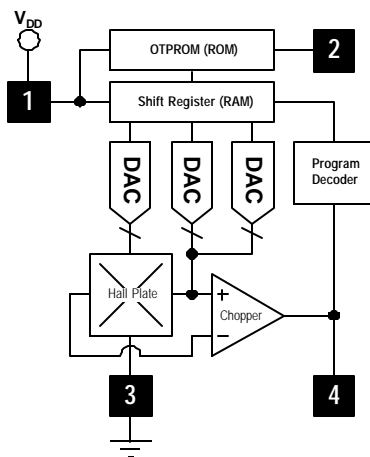 VDD
OTPROM (ROM)
2
1
Shift Register (RAM)
DAC
DAC
DAC
Program
Decoder
Hall Plate
+
−
Chopper
3
4